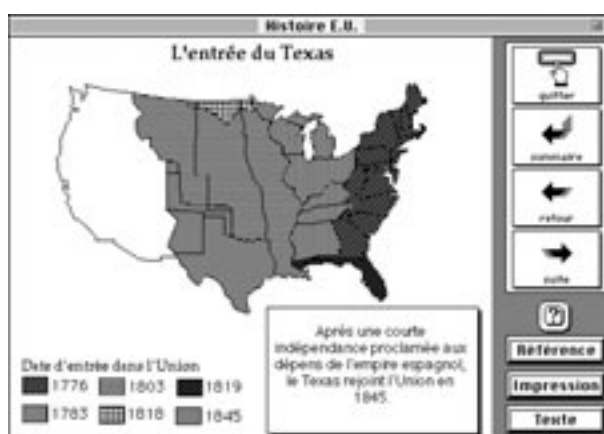 Histoire E.U.
L'entrée du Texas
quitter
sommaire
retour
suite
Après une courte
indépendance proclamée aux
dépens de l'empire espagnol,
le Texas rejoint l'Union en
1845.
Date d'entrée dans l'Union
1776 1803 1819
1783 1818 1845
?
Référence
Impression
Texte